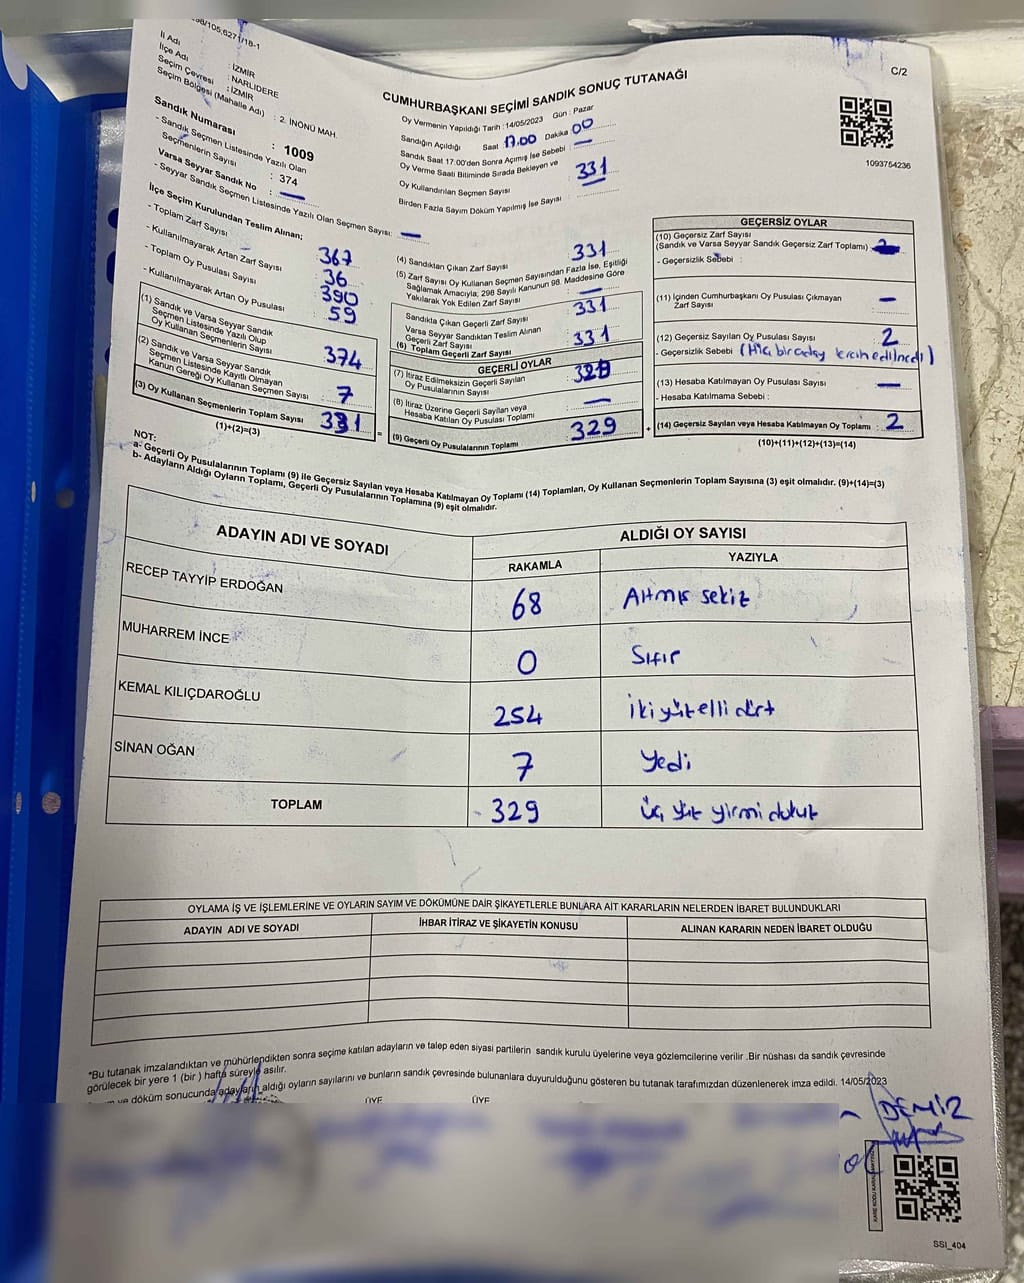 98/105,6271/18-1
İl Adı : İZMİR
İlçe Adı : NARLIDERE
Seçim Çevresi : İZMİR
Seçim Bölgesi (Mahalle Adı) : 2. İNÖNÜ MAH.
Sandık Numarası : 1009
- Sandık Seçmen Listesinde Yazılı Olan
Seçmenlerin Sayısı : 374
Varsa Seyyar Sandık No : —
- Seyyar Sandık Seçmen Listesinde Yazılı Olan Seçmen Sayısı: —
C/2
CUMHURBAŞKANI SEÇİMİ SANDIK SONUÇ TUTANAĞI
Oy Vermenin Yapıldığı Tarih : 14/05/2023 Gün : Pazar
Sandığın Açıldığı Saat 17.00 Dakika 00
Sandık Saat 17.00'den Sonra Açılmış İse Sebebi : —
Oy Verme Saati Bitiminde Sırada Bekleyen ve
Oy Kullandırılan Seçmen Sayısı 331
Birden Fazla Sayım Döküm Yapılmış İse Sayısı :
1093754236
İlçe Seçim Kurulundan Teslim Alınan:
- Toplam Zarf Sayısı : 367
- Kullanılmayarak Artan Zarf Sayısı : 36
- Toplam Oy Pusulası Sayısı : 390
- Kullanılmayarak Artan Oy Pusulası : 59
(1) Sandık ve Varsa Seyyar Sandık
Seçmen Listesinde Yazılı Olup
Oy Kullanan Seçmenlerin Sayısı : 374
(2) Sandık ve Varsa Seyyar Sandık
Seçmen Listesinde Kayıtlı Olmayan
Kanun Gereği Oy Kullanan Seçmen Sayısı : 7
(3) Oy Kullanan Seçmenlerin Toplam Sayısı : 331
(1)+(2)=(3)
(4) Sandıktan Çıkan Zarf Sayısı : 331
(5) Zarf Sayısı Oy Kullanan Seçmen Sayısından Fazla İse, Eşitliği
Sağlamak Amacıyla, 298 Sayılı Kanunun 98. Maddesine Göre
Yakılarak Yok Edilen Zarf Sayısı : —
Sandıkta Çıkan Geçerli Zarf Sayısı : 331
Varsa Seyyar Sandıktan Teslim Alınan
Geçerli Zarf Sayısı
(6) Toplam Geçerli Zarf Sayısı : 331
GEÇERLİ OYLAR
(7) İtiraz Edilmeksizin Geçerli Sayılan
Oy Pusulalarının Sayısı :
(8) İtiraz Üzerine Geçerli Sayılan veya
Hesaba Katılan Oy Pusulası Toplamı : —
(9) Geçerli Oy Pusulalarının Toplamı : 329
GEÇERSİZ OYLAR
(10) Geçersiz Zarf Sayısı
(Sandık ve Varsa Seyyar Sandık Geçersiz Zarf Toplamı) :
- Geçersizlik Sebebi :
(11) İçinden Cumhurbaşkanı Oy Pusulası Çıkmayan
Zarf Sayısı : —
(12) Geçersiz Sayılan Oy Pusulası Sayısı : 2
- Geçersizlik Sebebi (Hiç bir aday tercih edilmedi)
(13) Hesaba Katılmayan Oy Pusulası Sayısı : —
- Hesaba Katılmama Sebebi :
(14) Geçersiz Sayılan veya Hesaba Katılmayan Oy Toplamı : 2
(10)+(11)+(12)+(13)=(14)
NOT:
a- Geçerli Oy Pusulalarının Toplamı (9) ile Geçersiz Sayılan veya Hesaba Katılmayan Oy Toplamı (14) Toplamları, Oy Kullanan Seçmenlerin Toplam Sayısına (3) eşit olmalıdır. (9)+(14)=(3)
b- Adayların Aldığı Oyların Toplamı, Geçerli Oy Pusulalarının Toplamına (9) eşit olmalıdır.
ADAYIN ADI VE SOYADI
ALDIĞI OY SAYISI
RAKAMLA YAZIYLA
RECEP TAYYİP ERDOĞAN 68 Altmış sekiz
MUHARREM İNCE 0 Sıfır
KEMAL KILIÇDAROĞLU 254 İki yüz elli dört
SİNAN OĞAN 7 Yedi
TOPLAM 329 üç yüz yirmi dokuz
OYLAMA İŞ VE İŞLEMLERİNE VE OYLARIN SAYIM VE DÖKÜMÜNE DAİR ŞİKAYETLERLE BUNLARA AİT KARARLARIN NELERDEN İBARET BULUNDUKLARI
ADAYIN ADI VE SOYADI İHBAR İTİRAZ VE ŞİKAYETİN KONUSU ALINAN KARARIN NEDEN İBARET OLDUĞU
*Bu tutanak imzalandıktan ve mühürlendikten sonra seçime katılan adayların ve talep eden siyasi partilerin sandık kurulu üyelerine veya gözlemcilerine verilir .Bir nüshası da sandık çevresinde
görülecek bir yere 1 (bir ) hafta süreyle asılır.
ve döküm sonucunda adayların aldığı oyların sayılarını ve bunların sandık çevresinde bulunanlara duyurulduğunu gösteren bu tutanak tarafımızdan düzenlenerek imza edildi. 14/05/2023
ÜYE ÜYE
DEMİZ
SSI_404